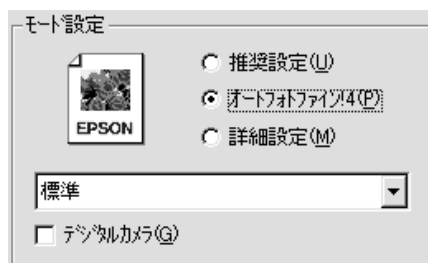 モード設定
推奨設定(U)
EPSON
オートフォトファイン!4(P)
詳細設定(M)
標準
デジタルカメラ(G)